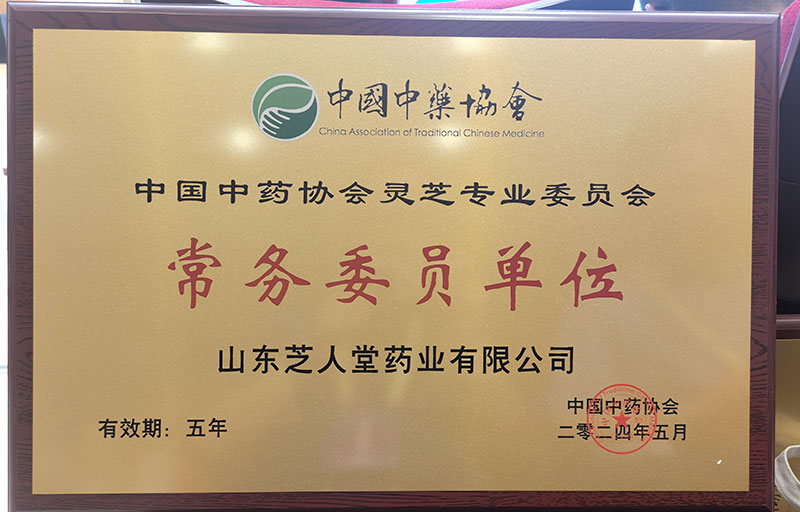 中國中藥協會
China Association of Traditional Chinese Medicine
中国中药协会灵芝专业委员会
常务委员单位
山东芝人堂药业有限公司
有效期：五年
中国中药协会
二零二四年五月